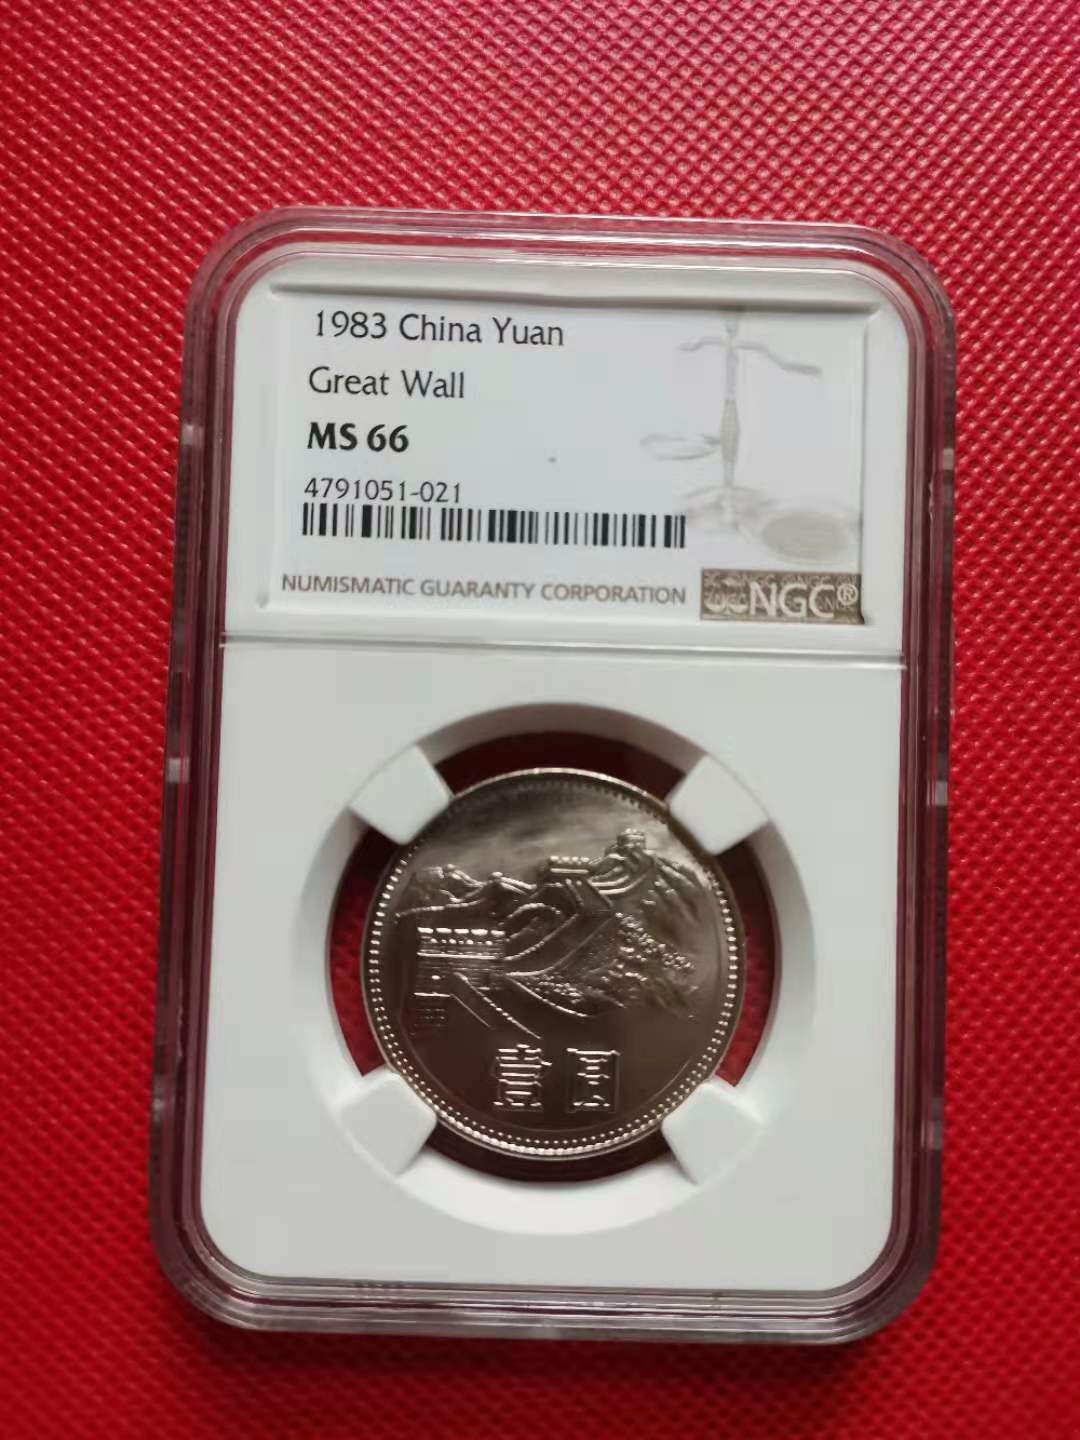 1983 China Yuan
Great Wall
MS 66
4791051-021
NUMISMATIC GUARANTY CORPORATION
NGC®
壹圆